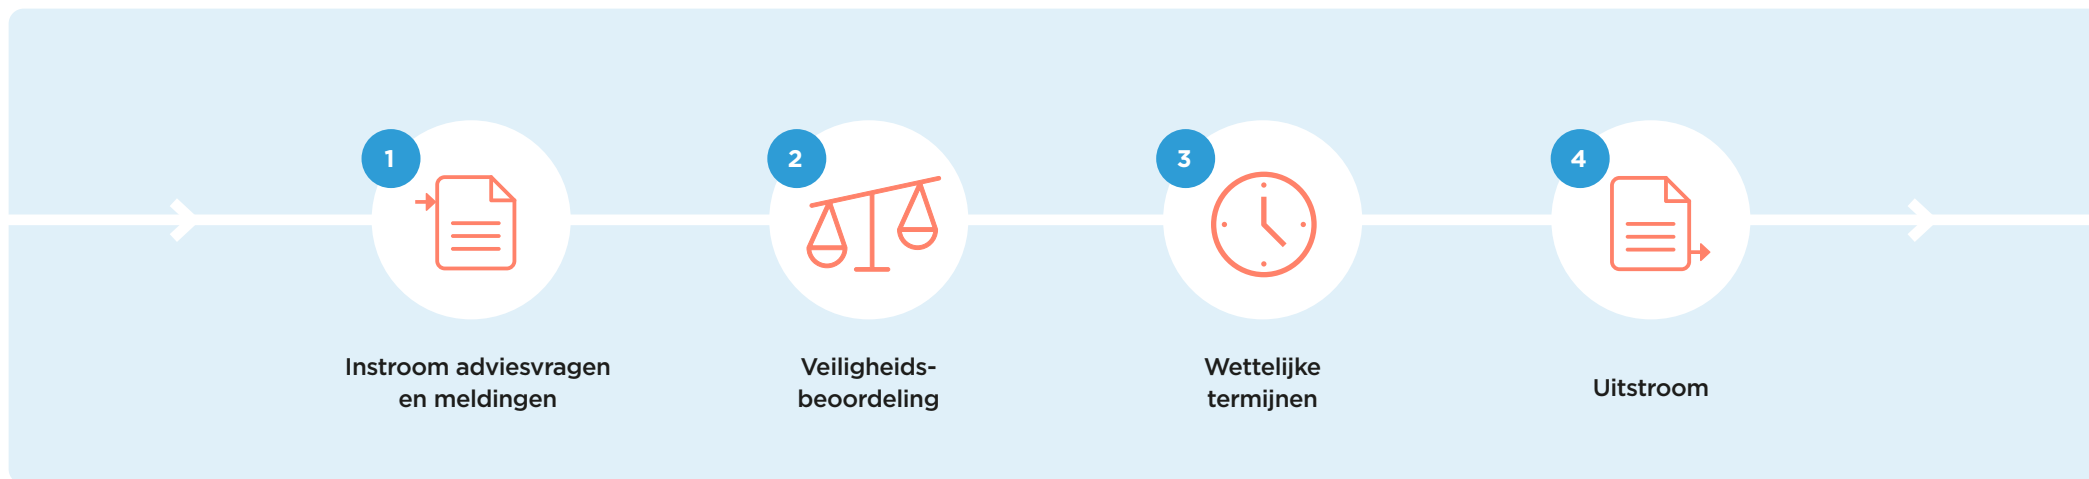 1
Instroom adviesvragen
en meldingen
2
Veiligheids-
beoordeling
3
Wettelijke
termijnen
4
Uitstroom